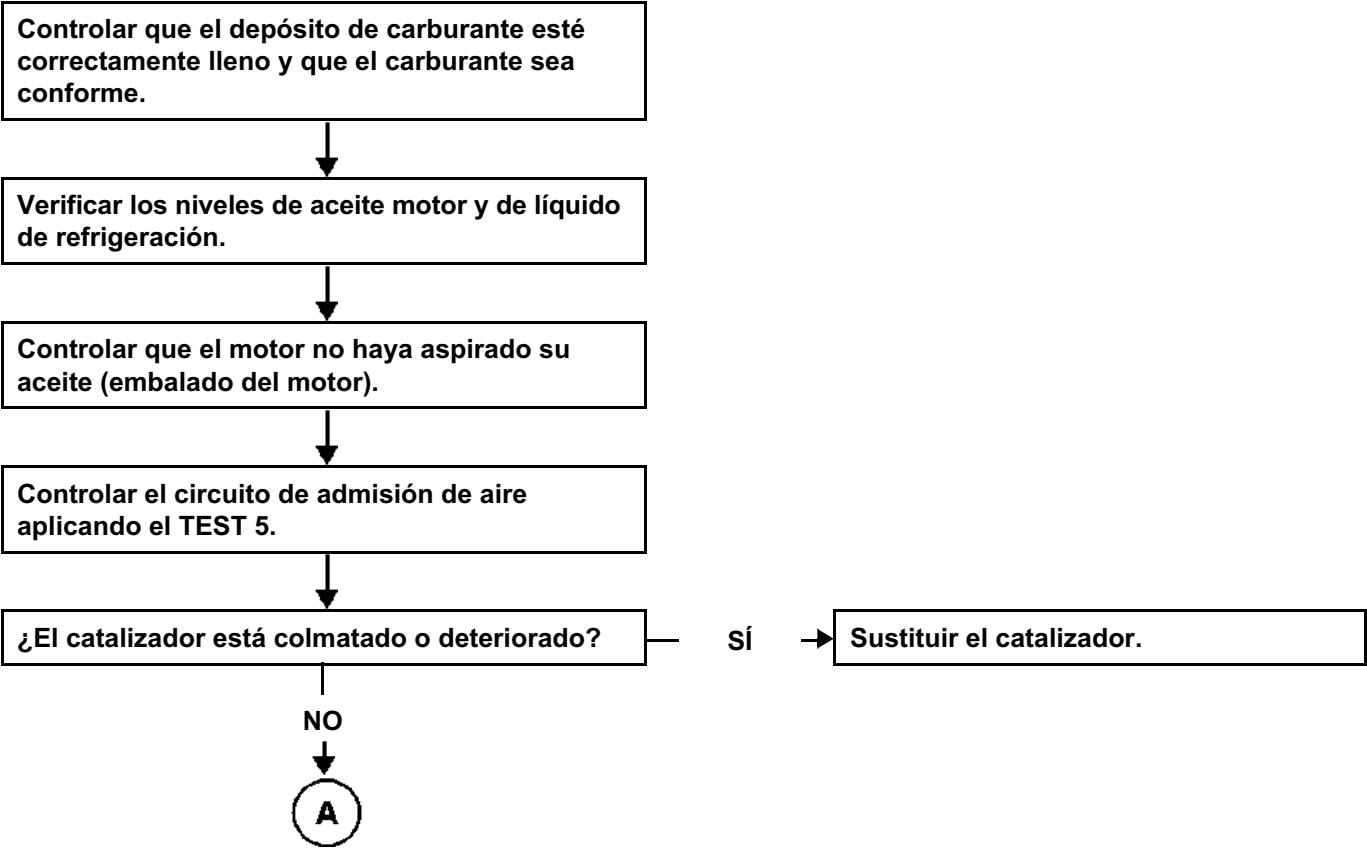 Controlar que el depósito de carburante esté
correctamente lleno y que el carburante sea
conforme.
Verificar los niveles de aceite motor y de líquido
de refrigeración.
Controlar que el motor no haya aspirado su
aceite (embalado del motor).
Controlar el circuito de admisión de aire
aplicando el TEST 5.
¿El catalizador está colmatado o deteriorado?
SÍ
Sustituir el catalizador.
NO
A